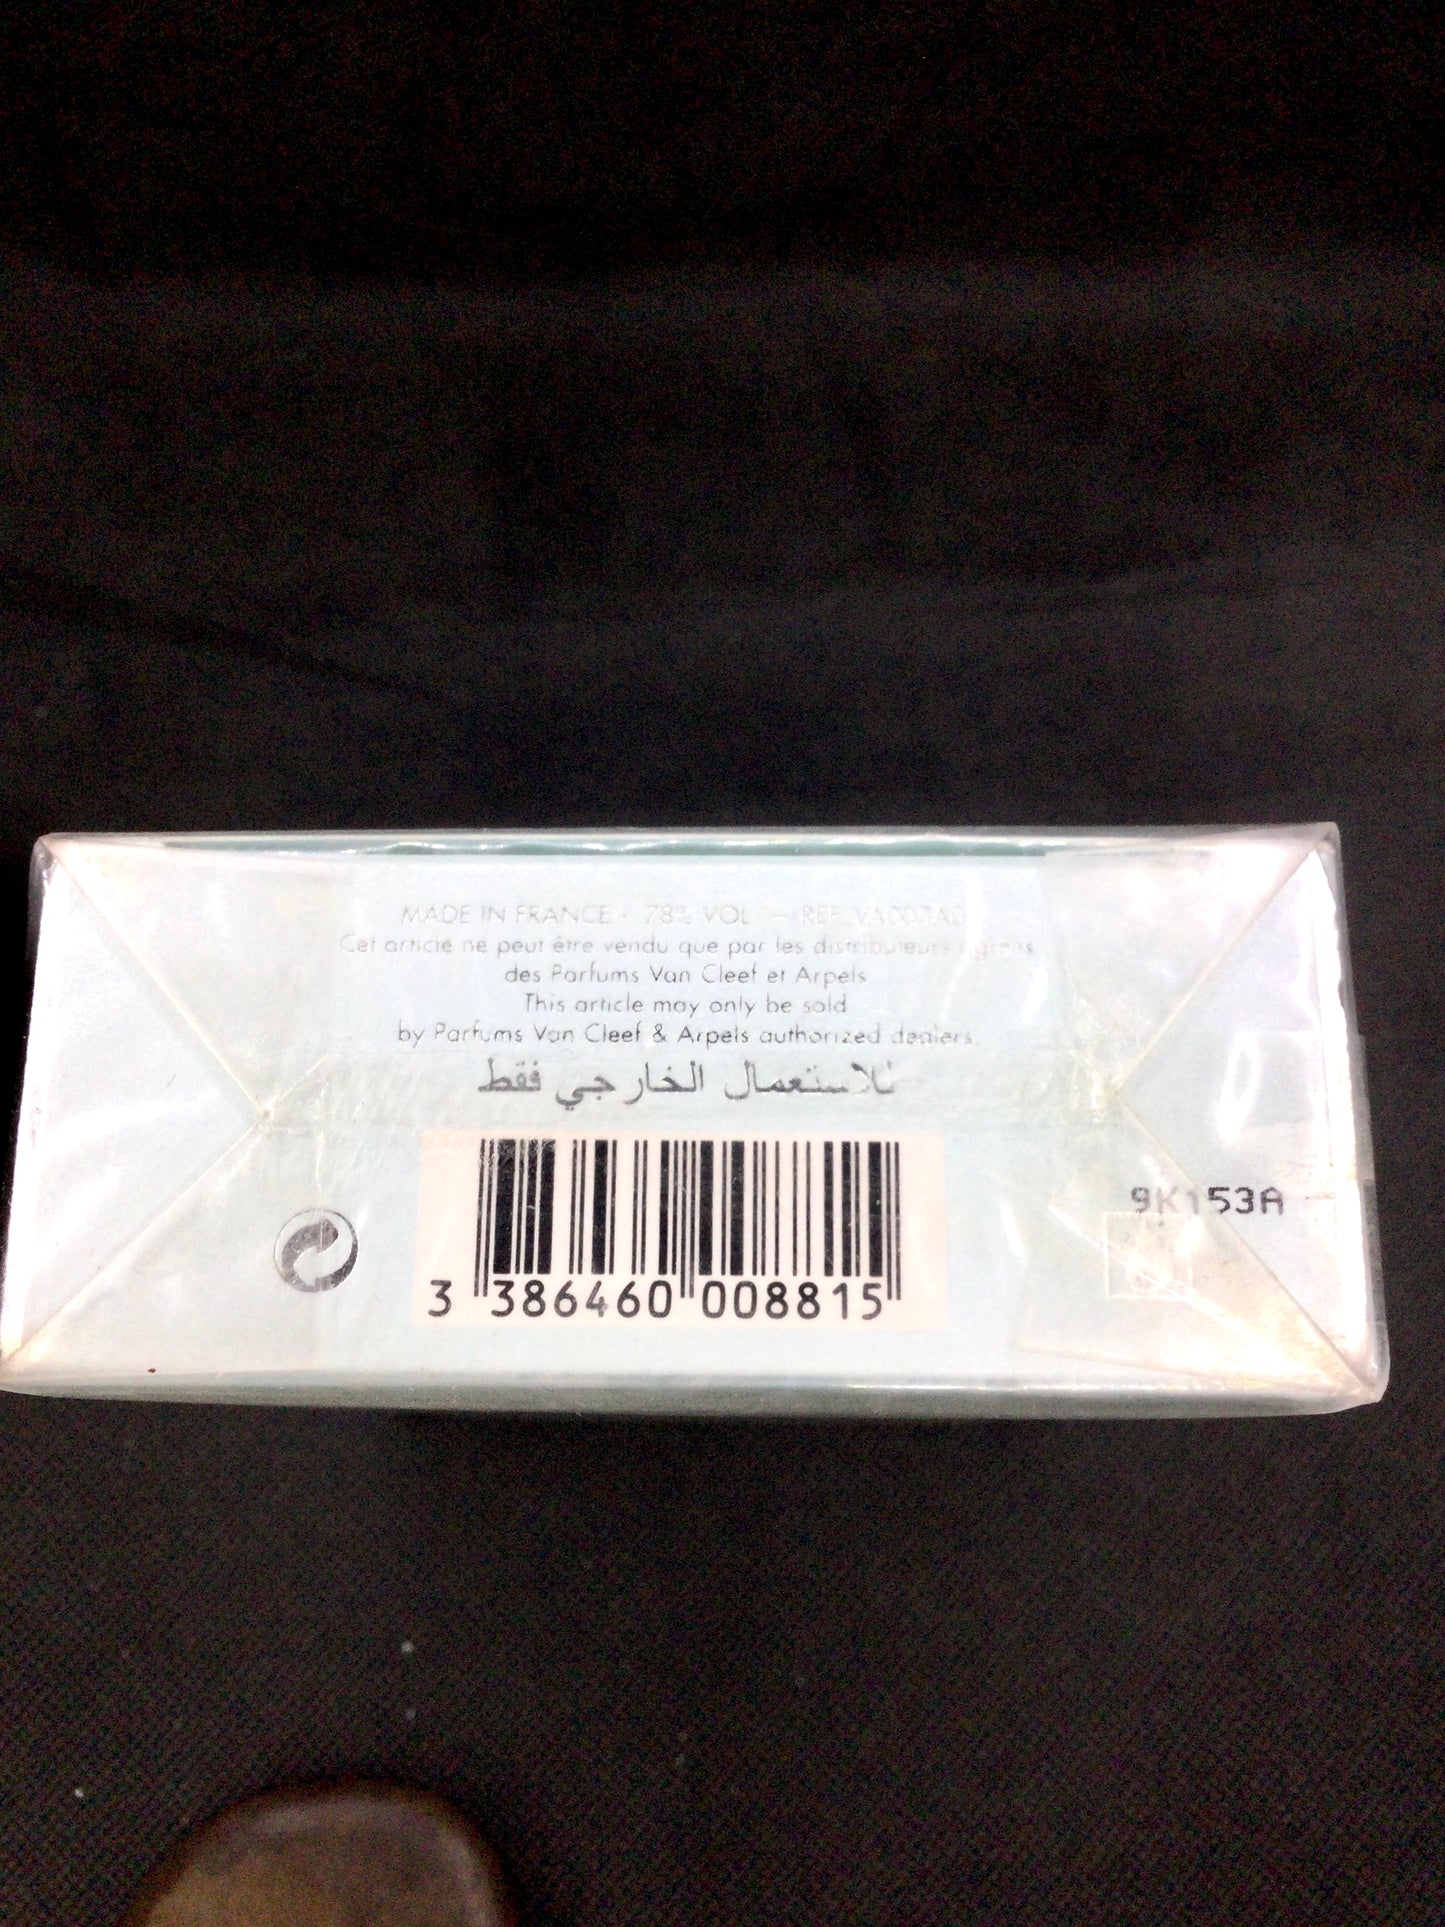 MADE IN FRANCE · 78% VOL – REF. VA007A0
Cet article ne peut être vendu que par les distributeurs agréés
des Parfums Van Cleef et Arpels
This article may only be sold
by Parfums Van Cleef & Arpels authorized dealers.
للاستعمال الخارجي فقط
9K153A
3 386460 008815